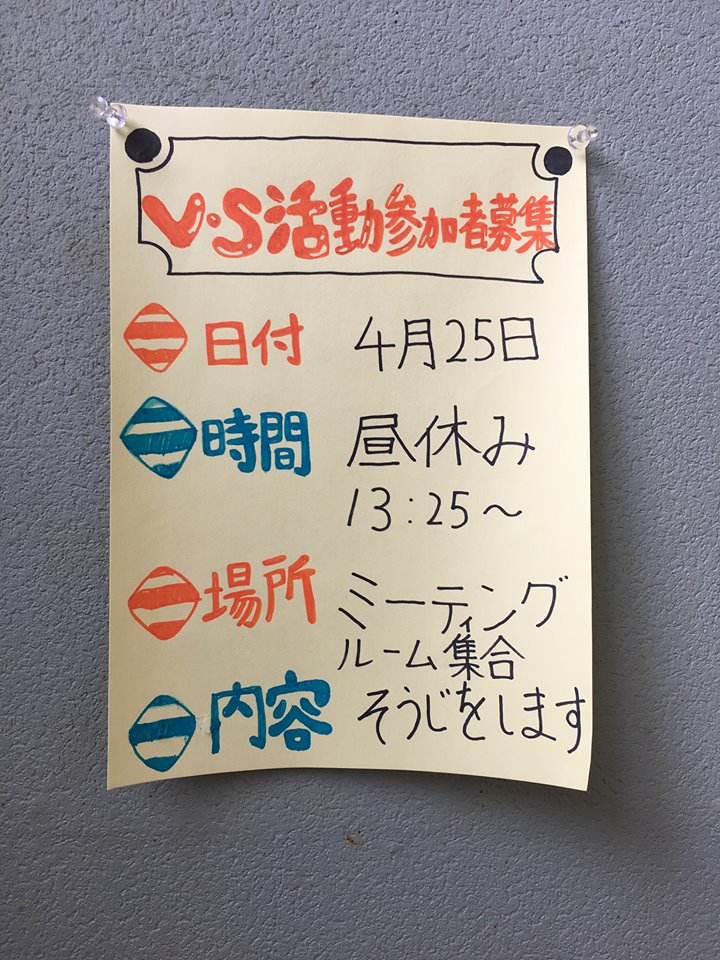 V・S活動参加者募集
日付 4月25日
時間 昼休み
13:25～
場所 ミーティング
ルーム集合
内容 そうじをします